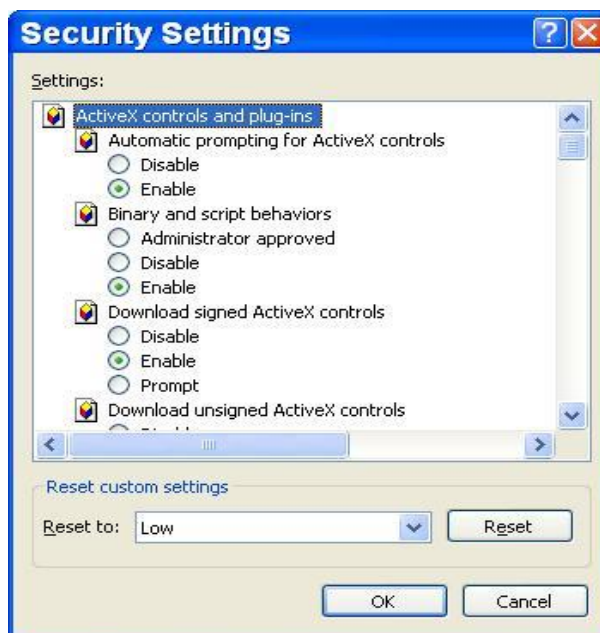 Security Settings
Settings:
ActiveX controls and plug-ins
Automatic prompting for ActiveX controls
Disable
Enable
Binary and script behaviors
Administrator approved
Disable
Enable
Download signed ActiveX controls
Disable
Enable
Prompt
Download unsigned ActiveX controls
Reset custom settings
Reset to: Low Reset
OK Cancel